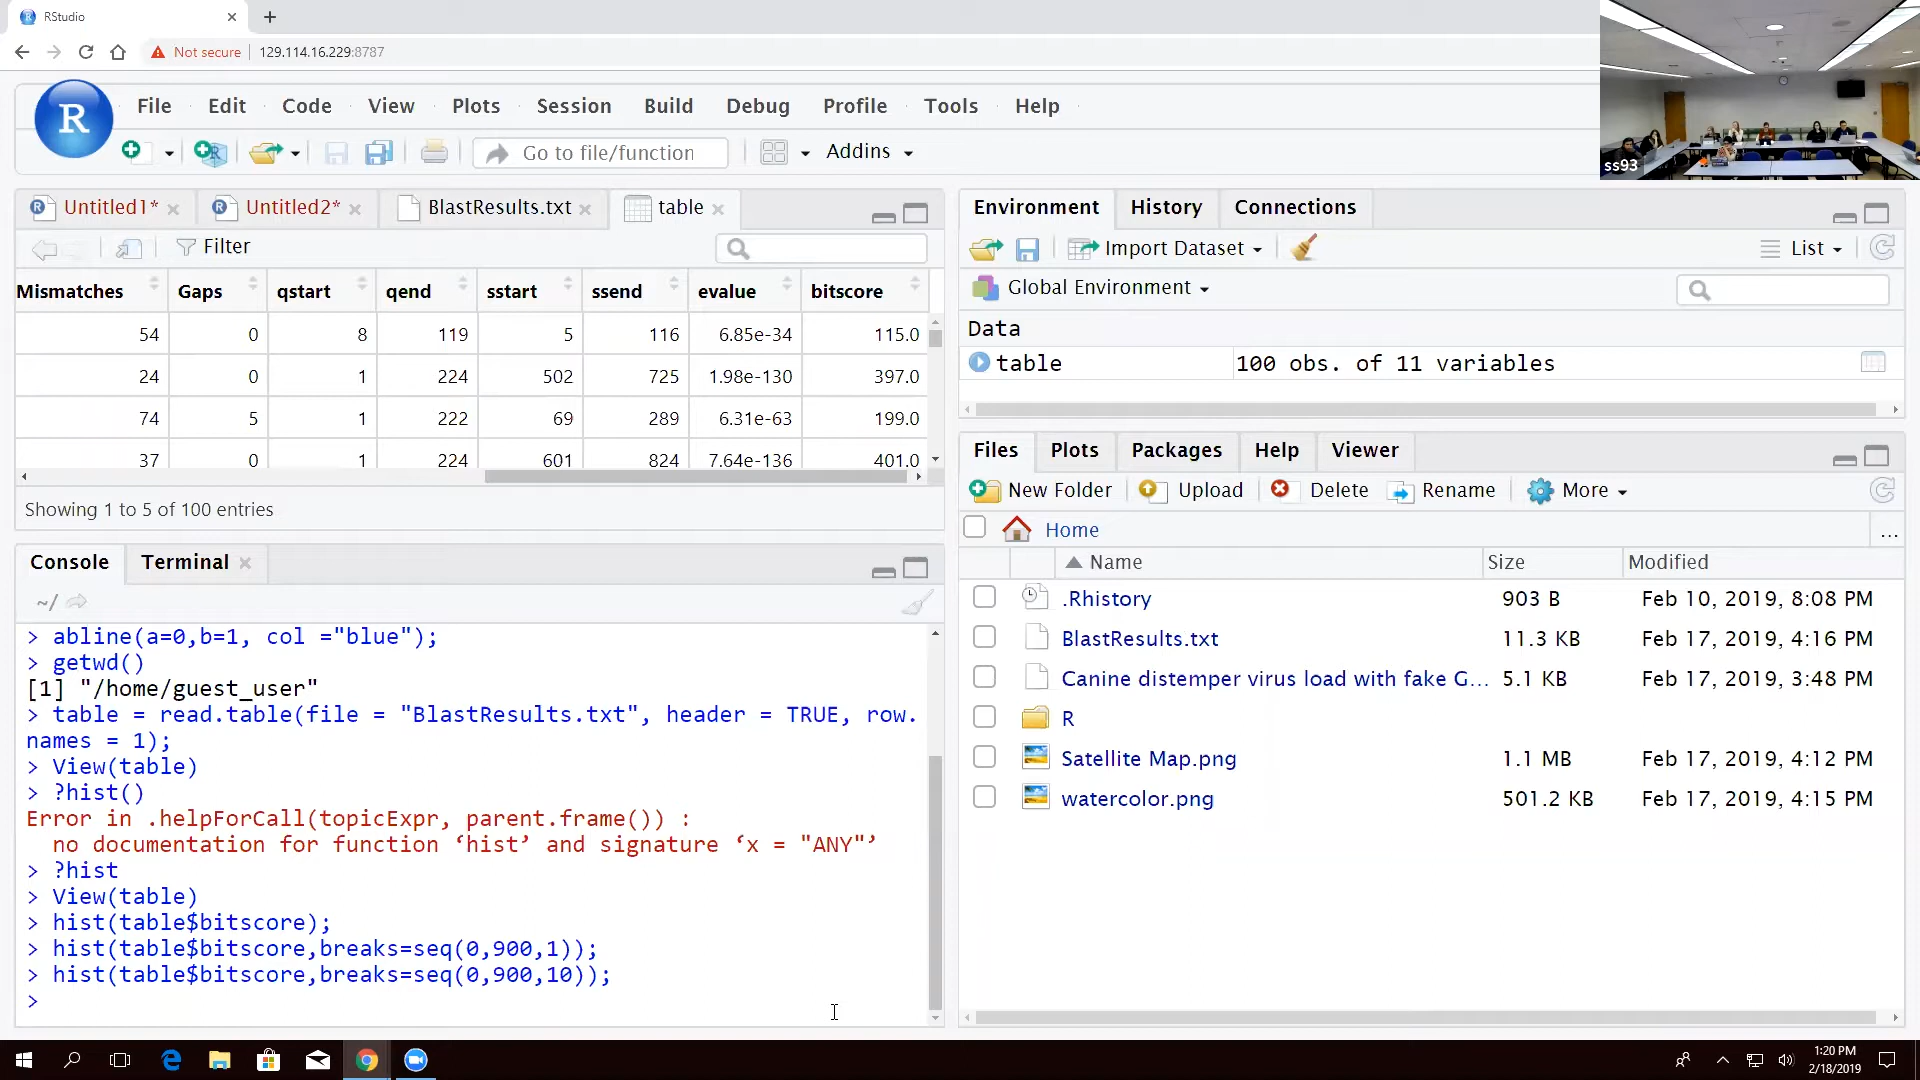 RStudio
Not secure 129.114.16.229:8787
ss93
R File Edit Code View Plots Session Build Debug Profile Tools Help
Go to file/function Addins
Untitled1* Untitled2* BlastResults.txt table
Filter
Mismatches Gaps qstart qend sstart ssend evalue bitscore
54 0 8 119 5 116 6.85e-34 115.0
24 0 1 224 502 725 1.98e-130 397.0
74 5 1 222 69 289 6.31e-63 199.0
37 0 1 224 601 824 7.64e-136 401.0
Showing 1 to 5 of 100 entries
Console Terminal
~/
> abline(a=0,b=1, col ="blue");
> getwd()
[1] "/home/guest_user"
> table = read.table(file = "BlastResults.txt", header = TRUE, row.
names = 1);
> View(table)
> ?hist()
Error in .helpForCall(topicExpr, parent.frame()) :
no documentation for function ‘hist’ and signature ‘x = "ANY"’
> ?hist
> View(table)
> hist(table$bitscore);
> hist(table$bitscore,breaks=seq(0,900,1));
> hist(table$bitscore,breaks=seq(0,900,10));
>
Environment History Connections
Import Dataset List
Global Environment
Data
table 100 obs. of 11 variables
Files Plots Packages Help Viewer
New Folder Upload Delete Rename More
Home ...
Name Size Modified
.Rhistory 903 B Feb 10, 2019, 8:08 PM
BlastResults.txt 11.3 KB Feb 17, 2019, 4:16 PM
Canine distemper virus load with fake G... 5.1 KB Feb 17, 2019, 3:48 PM
R
Satellite Map.png 1.1 MB Feb 17, 2019, 4:12 PM
watercolor.png 501.2 KB Feb 17, 2019, 4:15 PM
1:20 PM
2/18/2019